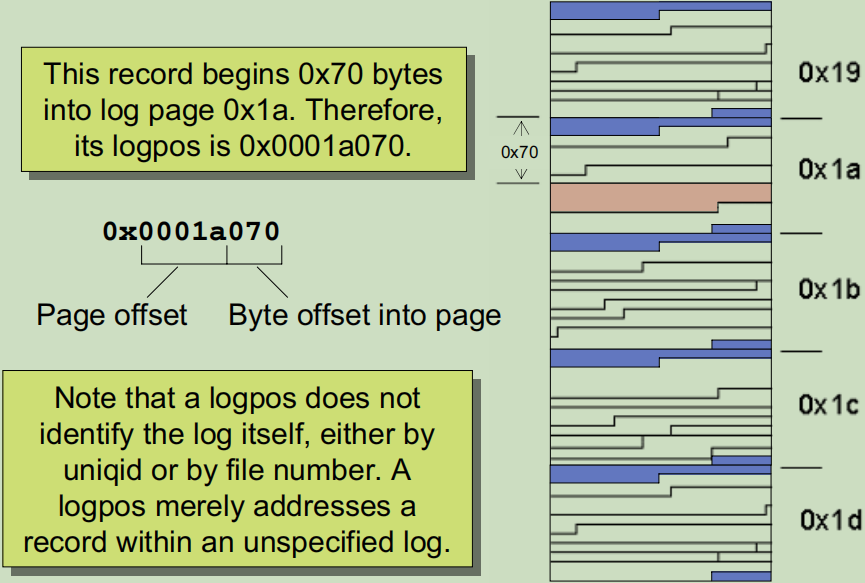 This record begins 0x70 bytes
into log page 0x1a. Therefore,
its logpos is 0x0001a070.
0x0001a070
Page offset
Byte offset into page
Note that a logpos does not
identify the log itself, either by
uniqid or by file number. A
logpos merely addresses a
record within an unspecified log.
0x70
0x19
0x1a
0x1b
0x1c
0x1d